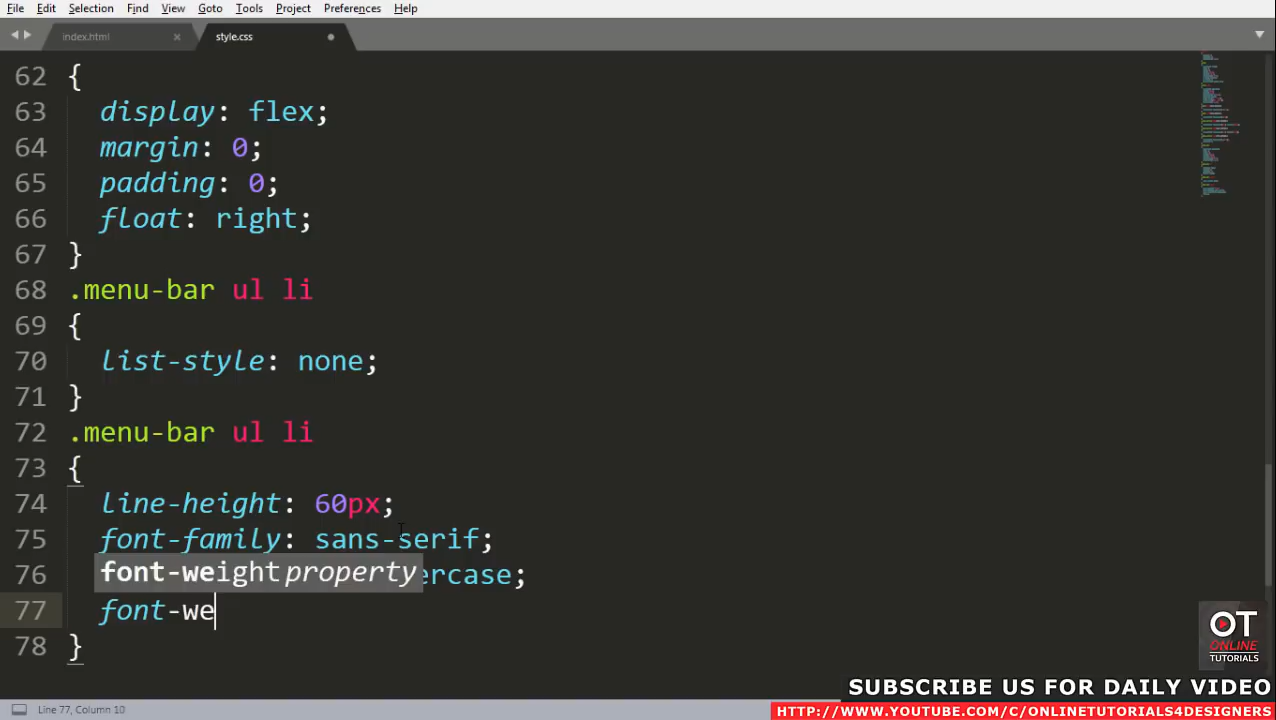 File Edit Selection Find View Goto Tools Project Preferences Help
index.html × style.css
62 {
63 display: flex;
64 margin: 0;
65 padding: 0;
66 float: right;
67 }
68 .menu-bar ul li
69 {
70 list-style: none;
71 }
72 .menu-bar ul li
73 {
74 line-height: 60px;
75 font-family: sans-serif;
font-weight property
76 ercase;
77 font-we
78 }
OT
ONLINE
TUTORIALS
SUBSCRIBE US FOR DAILY VIDEO
Line 77, Column 10
HTTP://WWW.YOUTUBE.COM/C/ONLINETUTORIALS4DESIGNERS